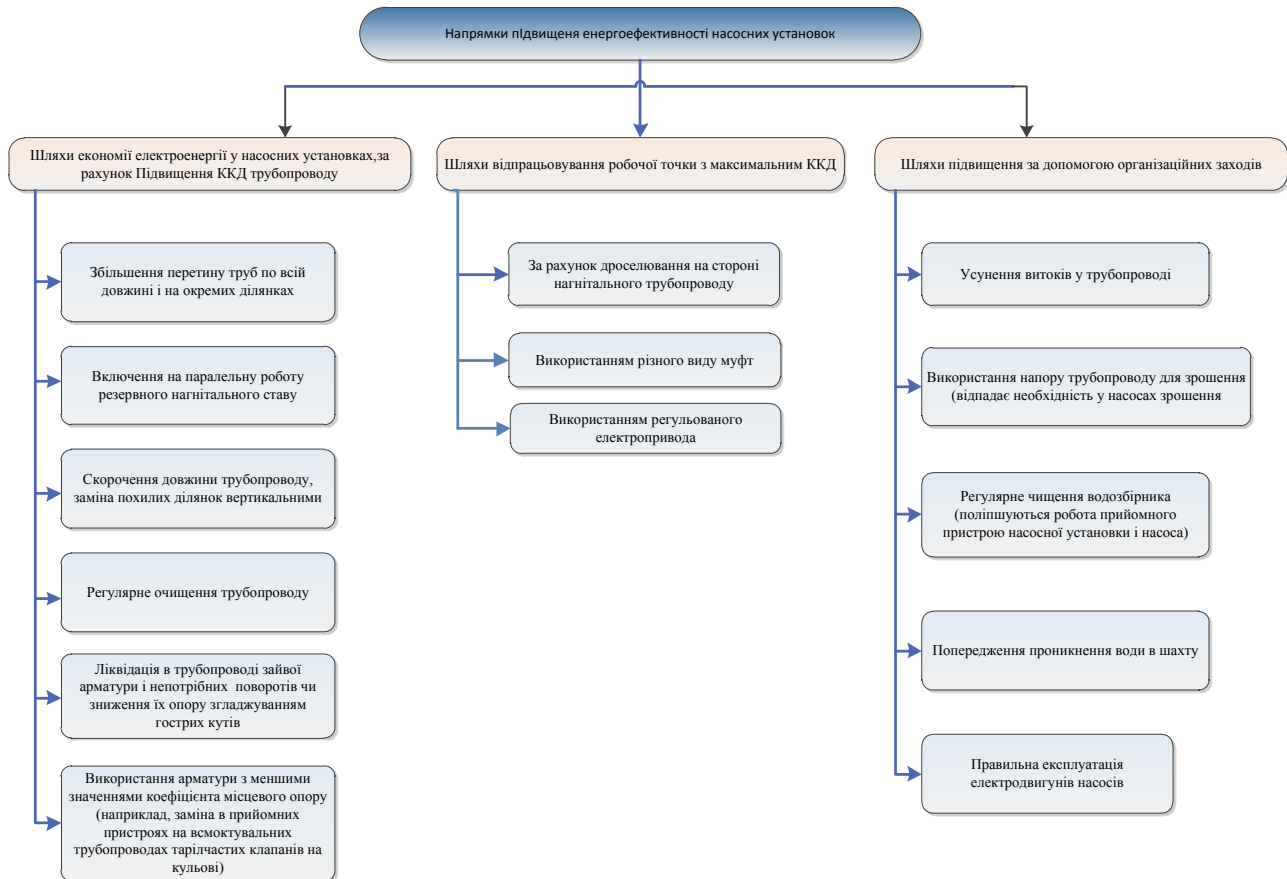 Напрямки підвищеня енергоефективності насосних установок
Шляхи економії електроенергії у насосних установках,за
рахунок Підвищення ККД трубопроводу
Збільшення перетину труб по всій
довжині і на окремих ділянках
Включення на паралельну роботу
резервного нагнітального ставу
Скорочення довжини трубопроводу,
заміна похилих ділянок вертикальними
Регулярне очищення трубопроводу
Ліквідація в трубопроводі зайвої
арматури і непотрібних поворотів чи
зниження їх опору згладжуванням
гострих кутів
Використання арматури з меншими
значеннями коефіцієнта місцевого опору
(наприклад, заміна в прийомних
пристроях на всмоктувальних
трубопроводах тарілчастих клапанів на
кульові)
Шляхи відпрацьовування робочої точки з максимальним ККД
За рахунок дроселювання на стороні
нагнітального трубопроводу
Використанням різного виду муфт
Використанням регульованого
електропривода
Шляхи підвищення за допомогою організаційних заходів
Усунення витоків у трубопроводі
Використання напору трубопроводу для зрошення
(відпадає необхідність у насосах зрошення
Регулярне чищення водозбірника
(поліпшуються робота прийомного
пристрою насосної установки і насоса)
Попередження проникнення води в шахту
Правильна експлуатація
електродвигунів насосів